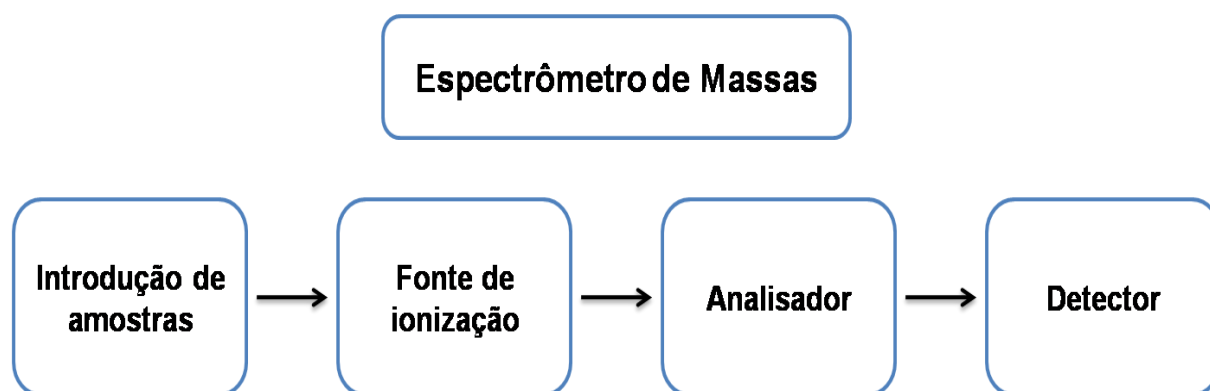 Espectrômetro de Massas
Introdução de
amostras
Fonte de
ionização
Analisador
Detector